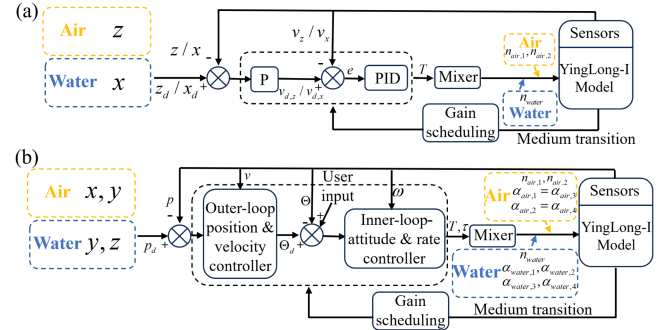 (a)
Air z
Water x
z / x
-
z_d / x_d
+
v_z / v_x
-
P
v_{d,z} / v_{d,x}
+
e
PID
T
Mixer
Air
n_{air,1}, n_{air,2}
n_{water}
Water
Sensors
YingLong-I
Model
Gain
scheduling
Medium transition
(b)
Air x, y
Water y, z
p
-
p_d
+
v
Outer-loop
position &
velocity
controller
Θ
User
input
-
+
Θ_d
+
ω
Inner-loop-
attitude & rate
controller
T, τ
Mixer
Air
n_{air,1}, n_{air,2}
α_{air,1} = α_{air,3}
α_{air,2} = α_{air,4}
n_{water}
Water
α_{water,1}, α_{water,2}
α_{water,3}, α_{water,4}
Sensors
YingLong-I
Model
Gain
scheduling
Medium transition